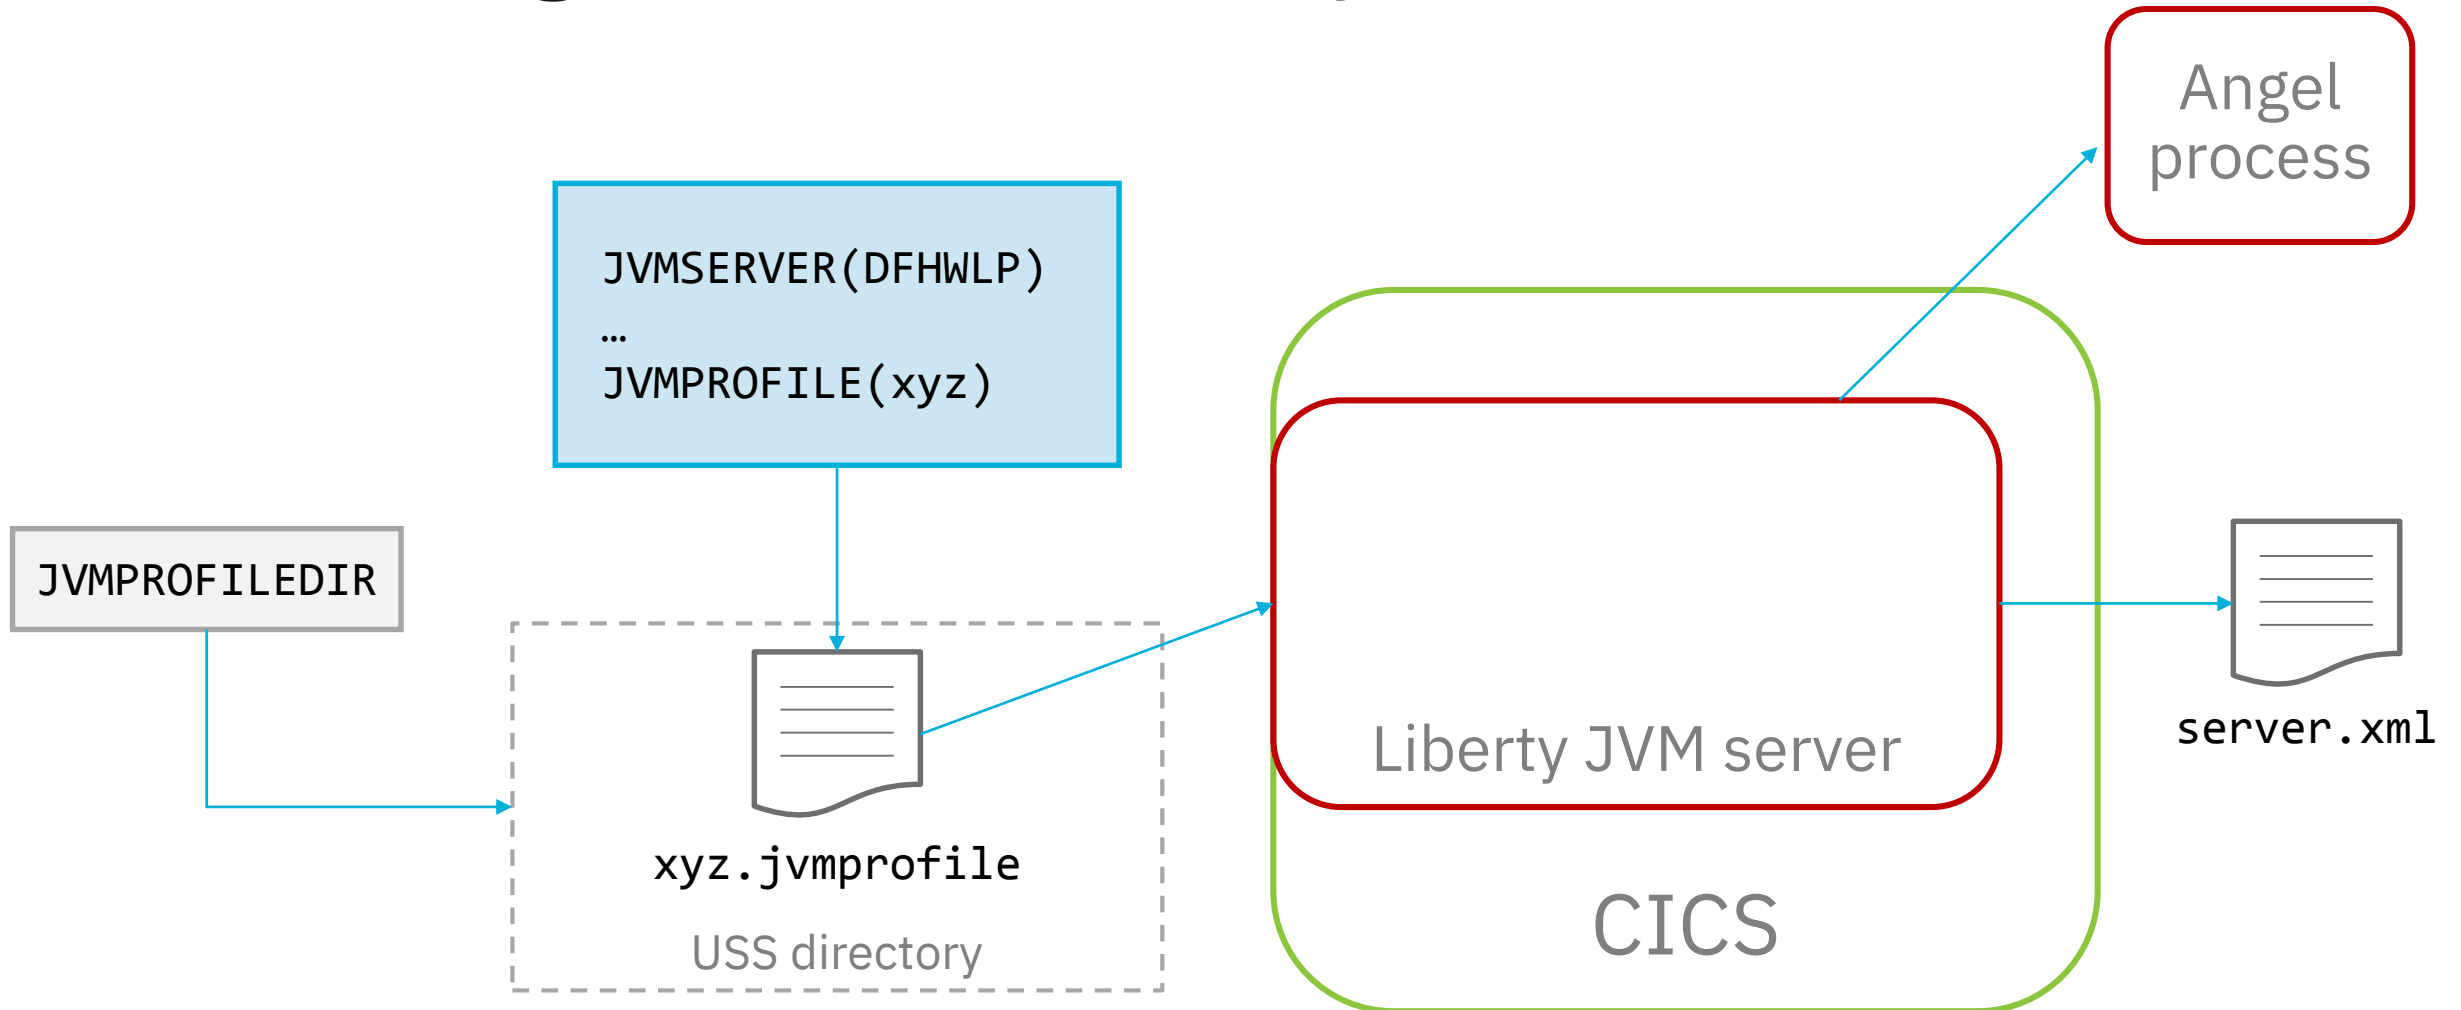 Angel
process
JVMSERVER(DFHWLP)
…
JVMPROFILE(xyz)
JVMPROFILEDIR
xyz.jvmprofile
USS directory
Liberty JVM server
CICS
server.xml